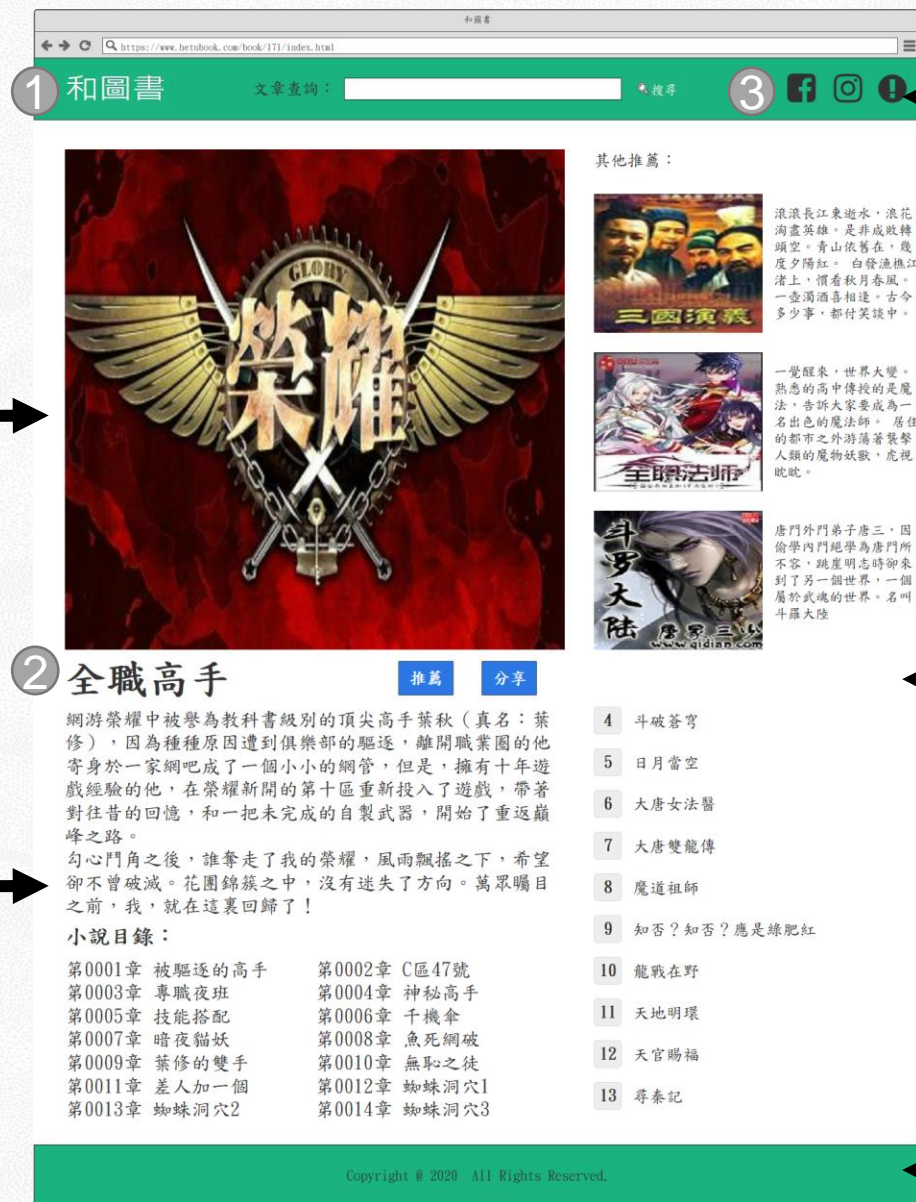 和圖書
https://www.hetubook.com/book/171/index.html
1
和圖書
文章查詢：
搜尋
3
其他推薦：
GLORY
榮耀
三國演義
滾滾長江東逝水，浪花
淘盡英雄。是非成敗轉
頭空。青山依舊在，幾
度夕陽紅。 白發漁樵江
渚上，慣看秋月春風。
一壺濁酒喜相逢。古今
多少事，都付笑談中。
全职法师
QUANZHIFASHI
一覺醒來，世界大變。
熟悉的高中傳授的是魔
法，告訴大家要成為一
名出色的魔法師。 居住
的都市之外游蕩著襲擊
人類的魔物妖獸，虎視
眈眈。
斗罗大陆
唐家三少
www.qidian.com
唐門外門弟子唐三，因
偷學內門絕學為唐門所
不容，跳崖明志時卻來
到了另一個世界，一個
屬於武魂的世界。名叫
斗羅大陸
2
全職高手
推薦
分享
網游榮耀中被譽為教科書級別的頂尖高手葉秋（真名：葉
修），因為種種原因遭到俱樂部的驅逐，離開職業圈的他
寄身於一家網吧成了一個小小的網管，但是，擁有十年遊
戲經驗的他，在榮耀新開的第十區重新投入了遊戲，帶著
對往昔的回憶，和一把未完成的自製武器，開始了重返巔
峰之路。
勾心鬥角之後，誰奪走了我的榮耀，風雨飄搖之下，希望
卻不曾破滅。花團錦簇之中，沒有迷失了方向。萬眾矚目
之前，我，就在這裏回歸了！
小說目錄：
第0001章 被驅逐的高手
第0002章 C區47號
第0003章 專職夜班
第0004章 神秘高手
第0005章 技能搭配
第0006章 千機傘
第0007章 暗夜貓妖
第0008章 魚死網破
第0009章 葉修的雙手
第0010章 無恥之徒
第0011章 差人加一個
第0012章 蜘蛛洞穴1
第0013章 蜘蛛洞穴2
第0014章 蜘蛛洞穴3
4 斗破蒼穹
5 日月當空
6 大唐女法醫
7 大唐雙龍傳
8 魔道祖師
9 知否？知否？應是綠肥紅
10 龍戰在野
11 天地明環
12 天官賜福
13 尋秦記
Copyright @ 2020 All Rights Reserved.